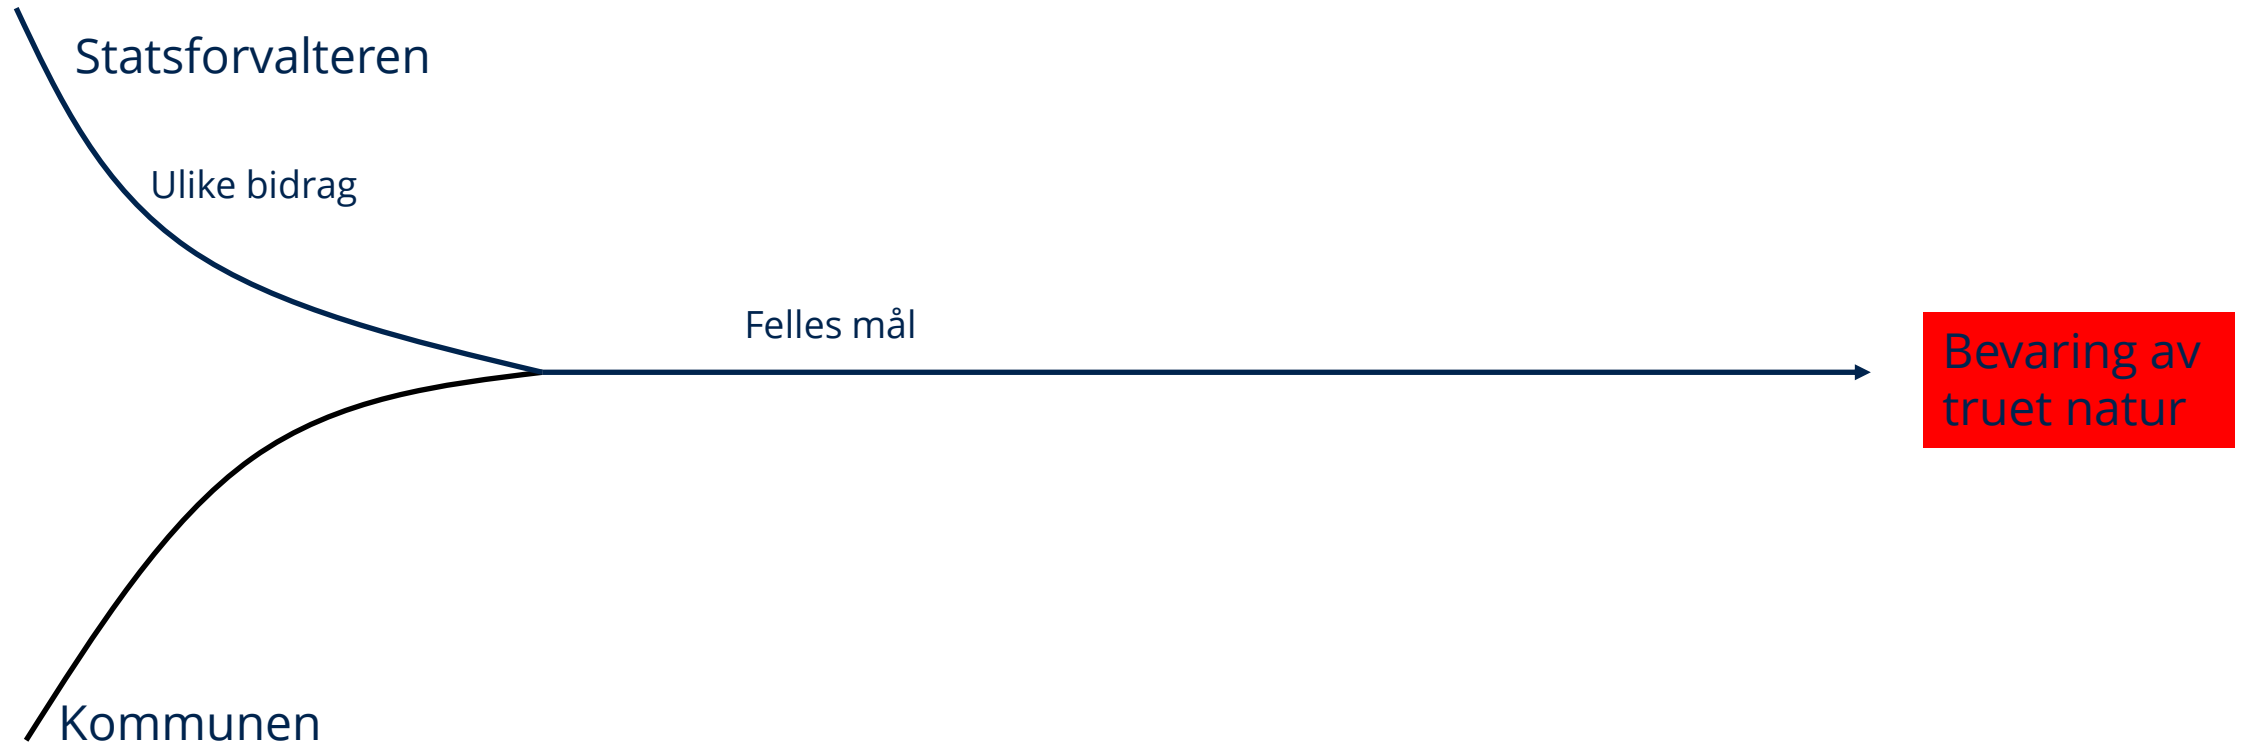 Statsforvalteren
Ulike bidrag
Felles mål
Bevaring av
truet natur
Kommunen